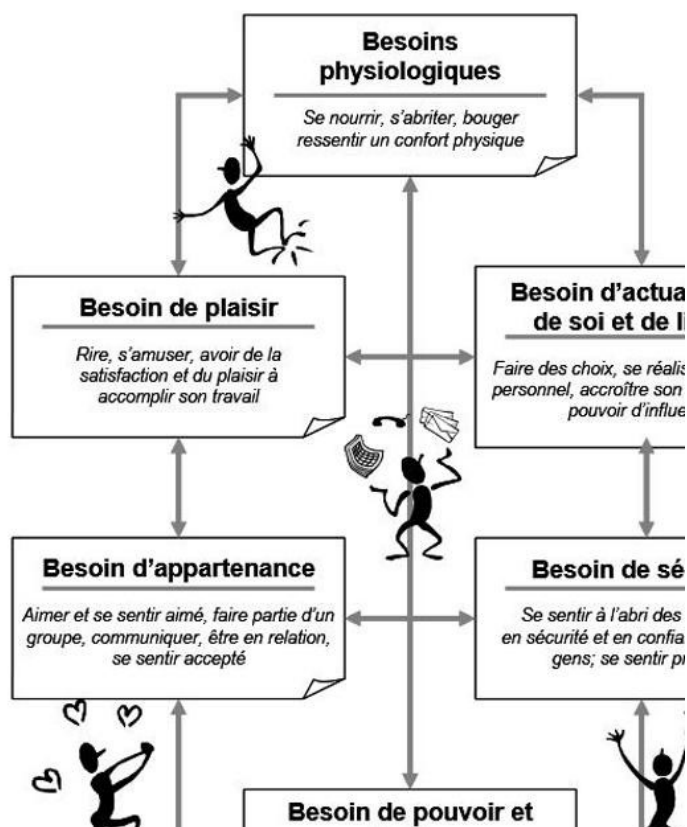 Besoins
physiologiques
Se nourrir, s’abriter, bouger
ressentir un confort physique
Besoin de plaisir
Rire, s’amuser, avoir de la
satisfaction et du plaisir à
accomplir son travail
Besoin d’actua
de soi et de li
Faire des choix, se réalis
personnel, accroître son
pouvoir d’influe
Besoin d’appartenance
Aimer et se sentir aimé, faire partie d’un
groupe, communiquer, être en relation,
se sentir accepté
Besoin de sé
Se sentir à l’abri des
en sécurité et en confia
gens; se sentir pr
Besoin de pouvoir et